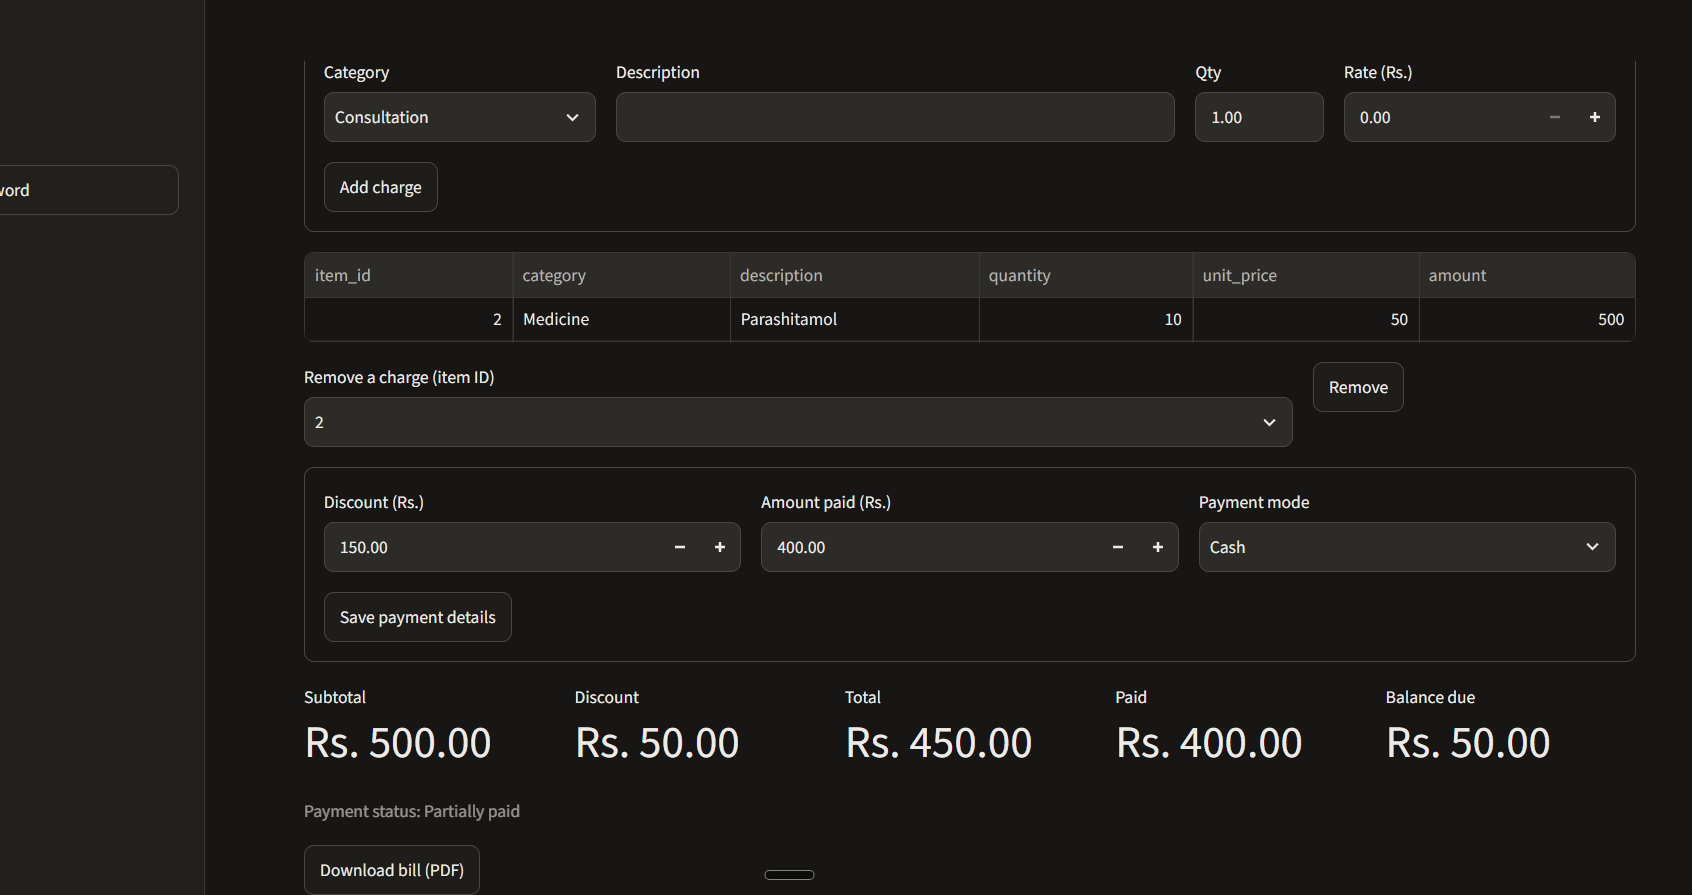 Category Description Qty Rate (Rs.)
Consultation 1.00 0.00 − +
word
Add charge
item_id category description quantity unit_price amount
2 Medicine Parashitamol 10 50 500
Remove a charge (item ID)
Remove
2
Discount (Rs.) Amount paid (Rs.) Payment mode
150.00 − + 400.00 − + Cash
Save payment details
Subtotal Discount Total Paid Balance due
Rs. 500.00 Rs. 50.00 Rs. 450.00 Rs. 400.00 Rs. 50.00
Payment status: Partially paid
Download bill (PDF)